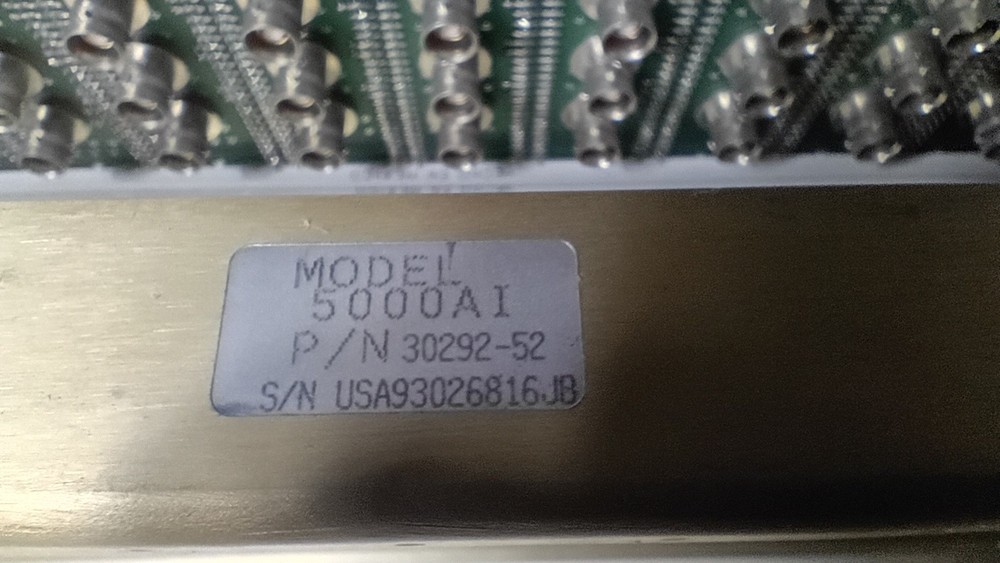 MODEL
5000AI
P/N 30292-52
S/N USA93026816JB